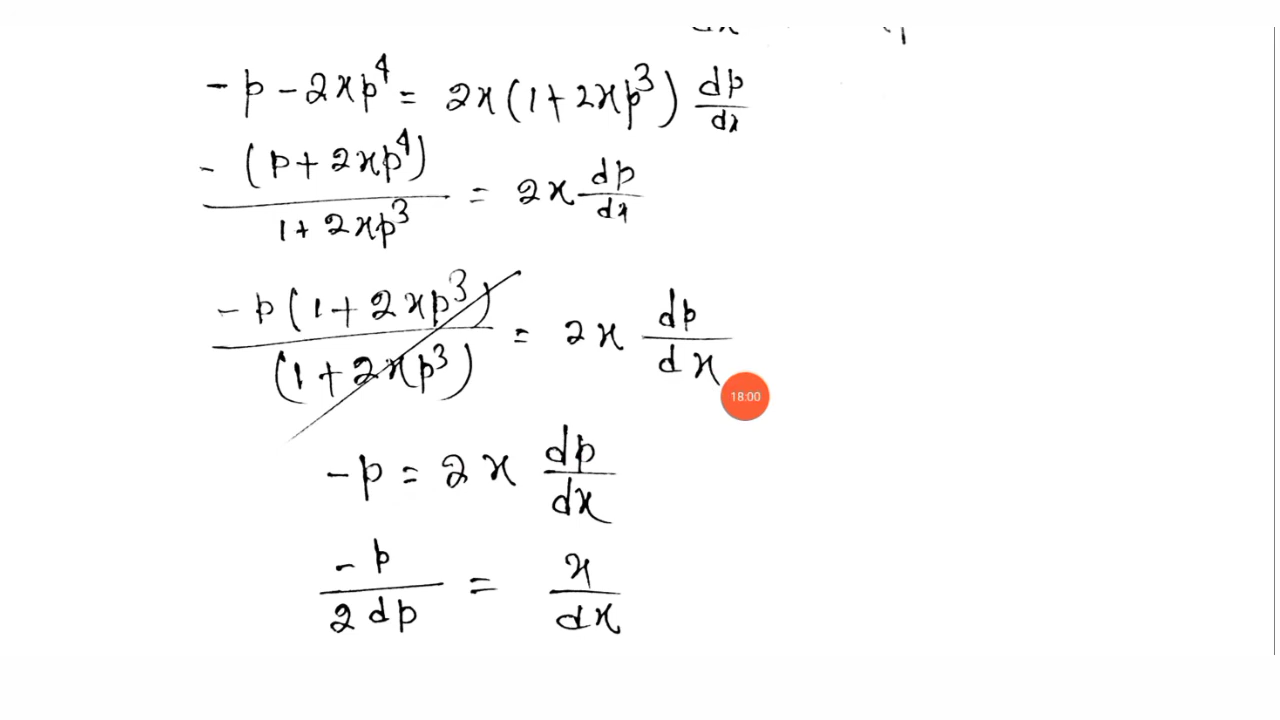 -p - 2xp⁴ = 2x(1+2xp³) dp/dx
-(p+2xp⁴)/1+2xp³ = 2x dp/dx
-p(1+2xp³)/(1+2xp³) = 2x dp/dx
18:00
-p = 2x dp/dx
-p/2dp = x/dx